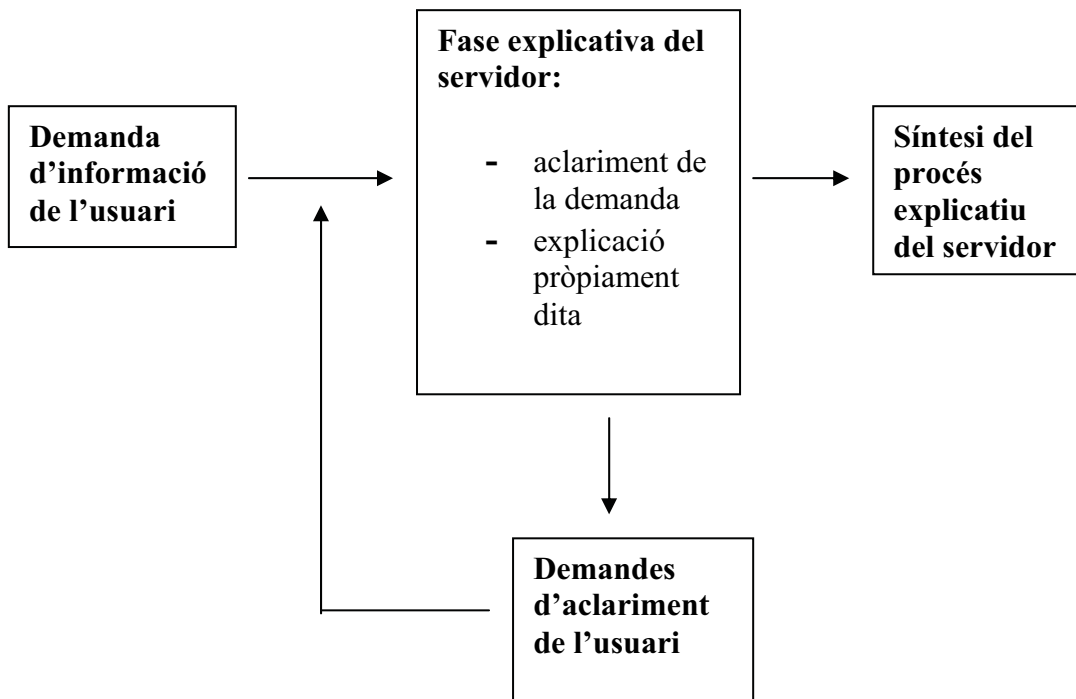 Demanda
d’informació
de l’usuari
Fase explicativa del
servidor:
- aclariment de
la demanda
- explicació
pròpiament
dita
Síntesi del
procés
explicatiu
del servidor
Demandes
d’aclariment
de l’usuari